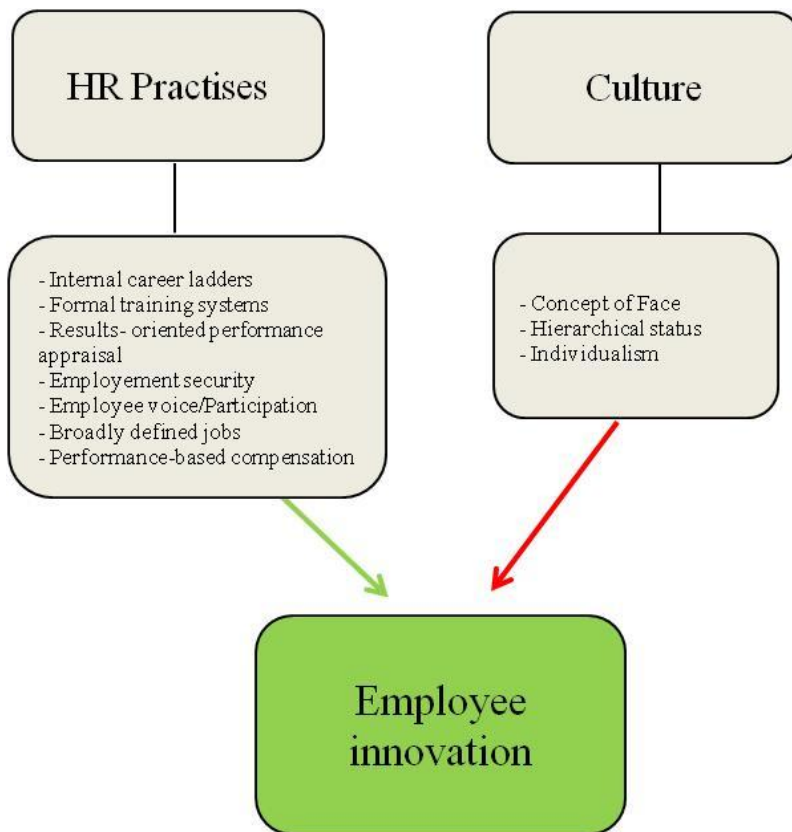 HR Practises
Culture
- Internal career ladders
- Formal training systems
- Results- oriented performance
appraisal
- Employement security
- Employee voice/Participation
- Broadly defined jobs
- Performance-based compensation
- Concept of Face
- Hierarchical status
- Individualism
Employee
innovation